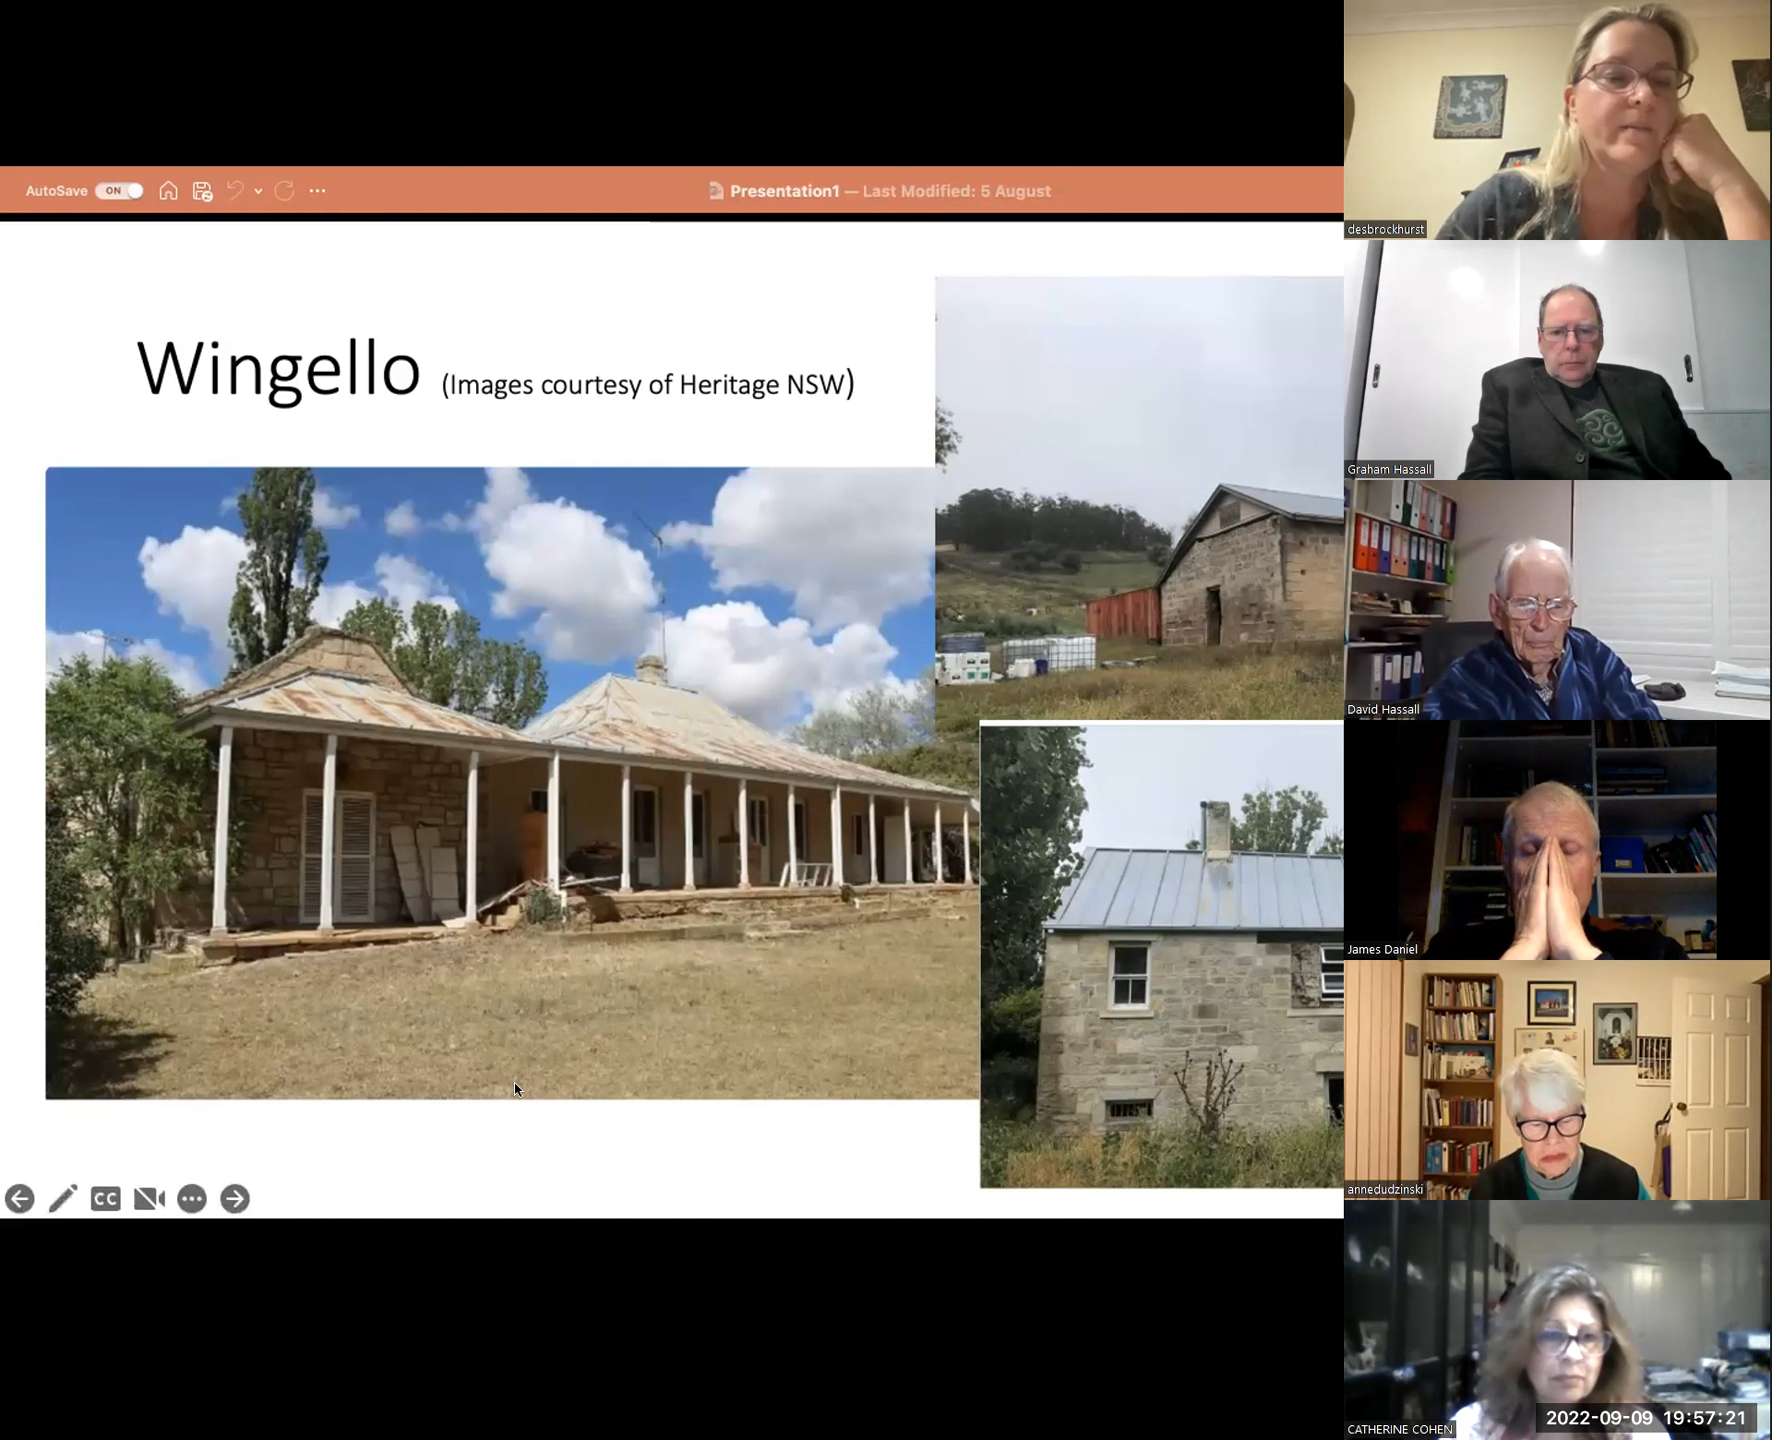 AutoSave ON
Presentation1 — Last Modified: 5 August
Wingello (Images courtesy of Heritage NSW)
CC
desbrockhurst
Graham Hassall
David Hassall
James Daniel
annedudzinski
CATHERINE COHEN
2022-09-09 19:57:21